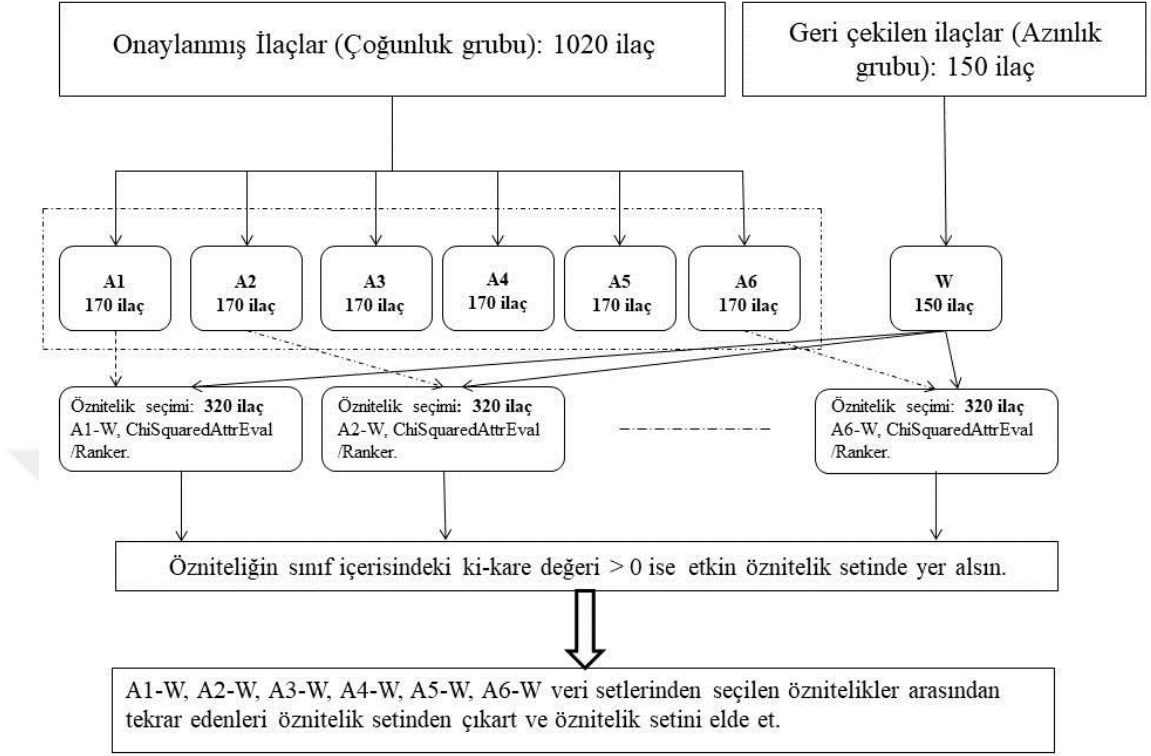 Onaylanmış İlaçlar (Çoğunluk grubu): 1020 ilaç
Geri çekilen ilaçlar (Azınlık
grubu): 150 ilaç
A1
170 ilaç
A2
170 ilaç
A3
170 ilaç
A4
170 ilaç
A5
170 ilaç
A6
170 ilaç
W
150 ilaç
Öznitelik seçimi: 320 ilaç
A1-W, ChiSquaredAttrEval
/Ranker.
Öznitelik seçimi: 320 ilaç
A2-W, ChiSquaredAttrEval
/Ranker.
Öznitelik seçimi: 320 ilaç
A6-W, ChiSquaredAttrEval
/Ranker.
Özniteliğin sınıf içerisindeki ki-kare değeri > 0 ise etkin öznitelik setinde yer alsın.
A1-W, A2-W, A3-W, A4-W, A5-W, A6-W veri setlerinden seçilen öznitelikler arasından
tekrar edenleri öznitelik setinden çıkart ve öznitelik setini elde et.